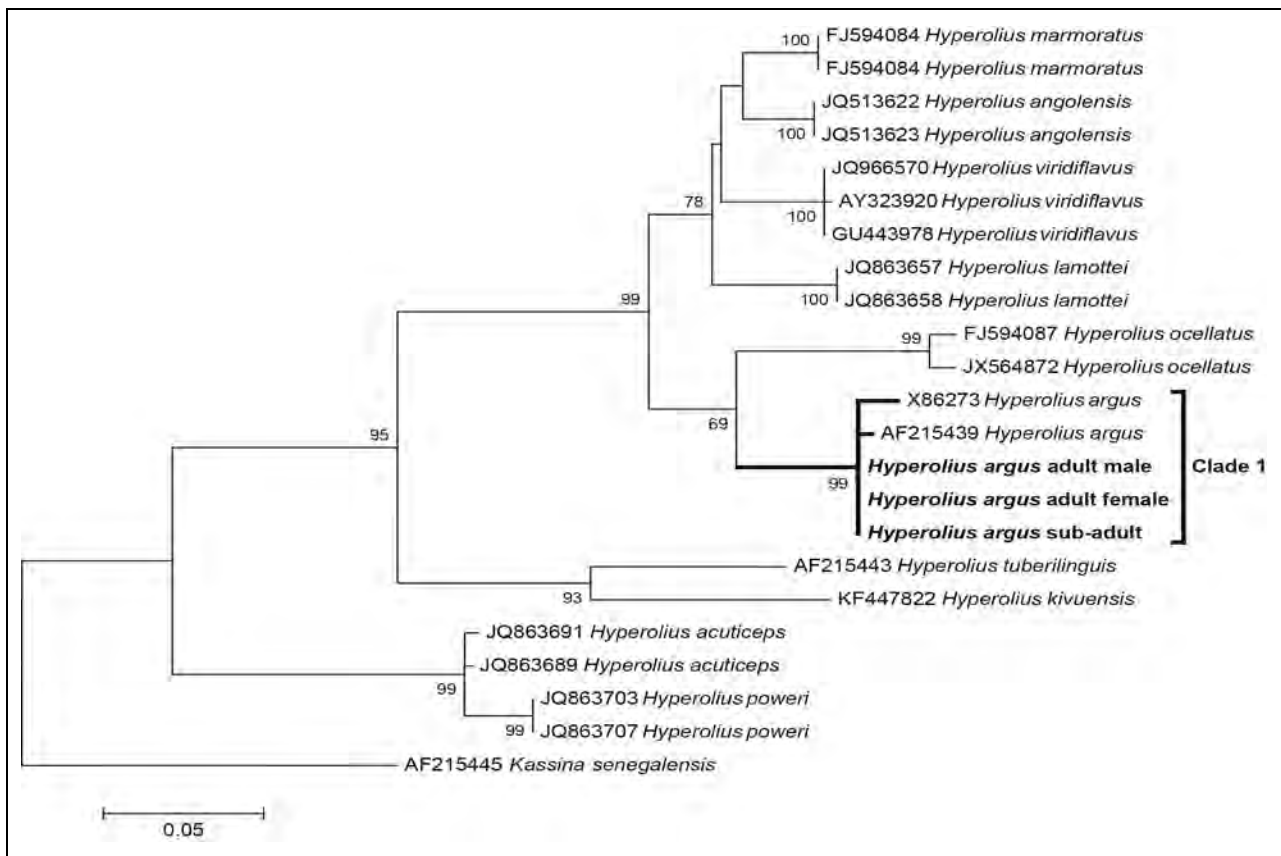 100
FJ594084 Hyperolius marmoratus
FJ594084 Hyperolius marmoratus
JQ513622 Hyperolius angolensis
100
JQ513623 Hyperolius angolensis
JQ966570 Hyperolius viridiflavus
78
AY323920 Hyperolius viridiflavus
100
GU443978 Hyperolius viridiflavus
JQ863657 Hyperolius lamottei
100
JQ863658 Hyperolius lamottei
99
99
FJ594087 Hyperolius ocellatus
JX564872 Hyperolius ocellatus
X86273 Hyperolius argus
69
AF215439 Hyperolius argus
95
Hyperolius argus adult male
Clade 1
99
Hyperolius argus adult female
Hyperolius argus sub-adult
AF215443 Hyperolius tuberilinguis
93
KF447822 Hyperolius kivuensis
JQ863691 Hyperolius acuticeps
JQ863689 Hyperolius acuticeps
99
JQ863703 Hyperolius poweri
99
JQ863707 Hyperolius poweri
AF215445 Kassina senegalensis
0.05